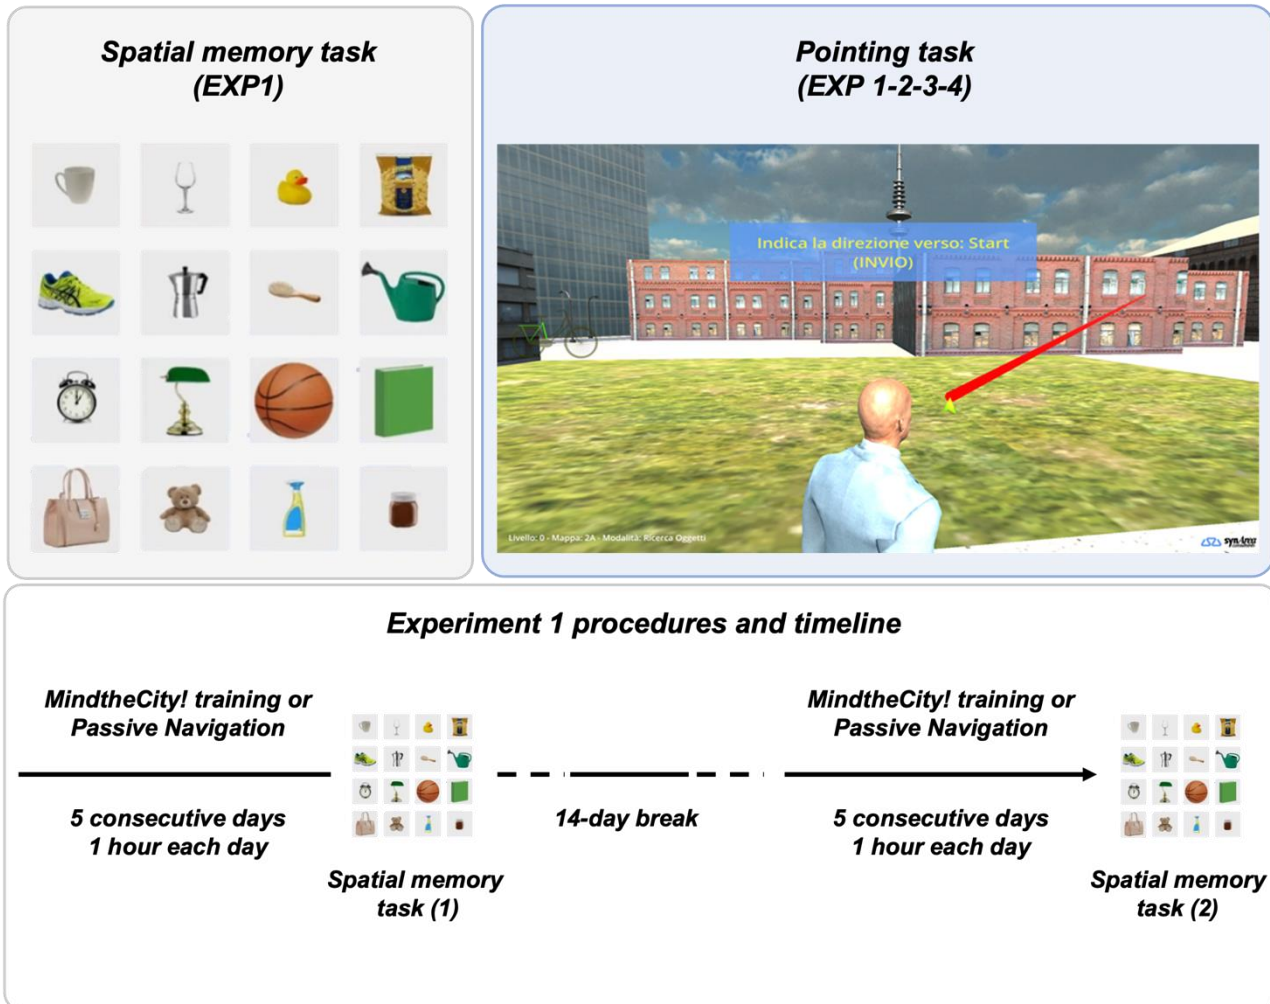 Spatial memory task
(EXP1)
Pointing task
(EXP 1-2-3-4)
Indica la direzione verso: Start
(INVIO)
Livello: 0 - Mappa: 2A - Modalità: Ricerca Oggetti
Experiment 1 procedures and timeline
MindtheCity! training or
Passive Navigation
5 consecutive days
1 hour each day
Spatial memory
task (1)
14-day break
MindtheCity! training or
Passive Navigation
5 consecutive days
1 hour each day
Spatial memory
task (2)